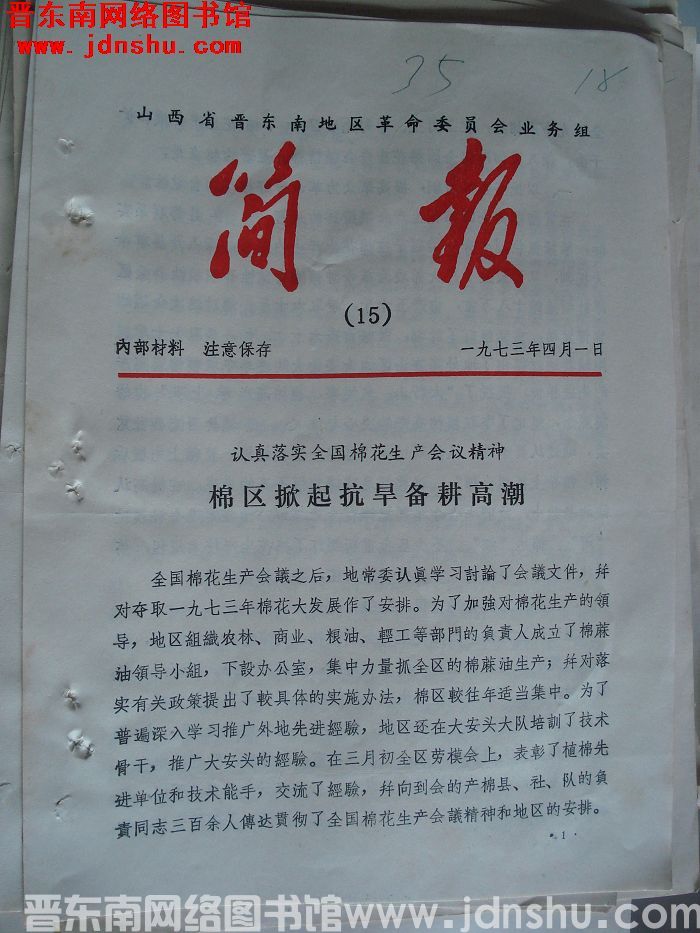 晋东南网络图书馆
www.jdnshu.com
35
18
山西省晋东南地区革命委员会业务组
简报
(15)
内部材料 注意保存 一九七三年四月一日
认真落实全国棉花生产会议精神
棉区掀起抗旱备耕高潮
全国棉花生产会議之后，地常委认眞学习討論了会議文件，幷
对夺取一九七三年棉花大发展作了安排。为了加強对棉花生产的領
导，地区組織农林、商业、粮油、輕工等部門的負責人成立了棉蔴
油領导小組，下設办公室，集中力量抓全区的棉蔴油生产；幷对落
实有关政策提出了較具体的实施办法，棉区較往年适当集中。为了
普遍深入学习推广外地先进經驗，地区还在大安头大队培訓了技术
骨干，推广大安头的經驗。在三月初全区劳模会上，表彰了植棉先
进单位和技术能手，交流了經驗，幷向到会的产棉县、社、队的負
責同志三百余人傳达貫彻了全国棉花生产会議精神和地区的安排。
·1·
晋东南网络图书馆www.jdnshu.com